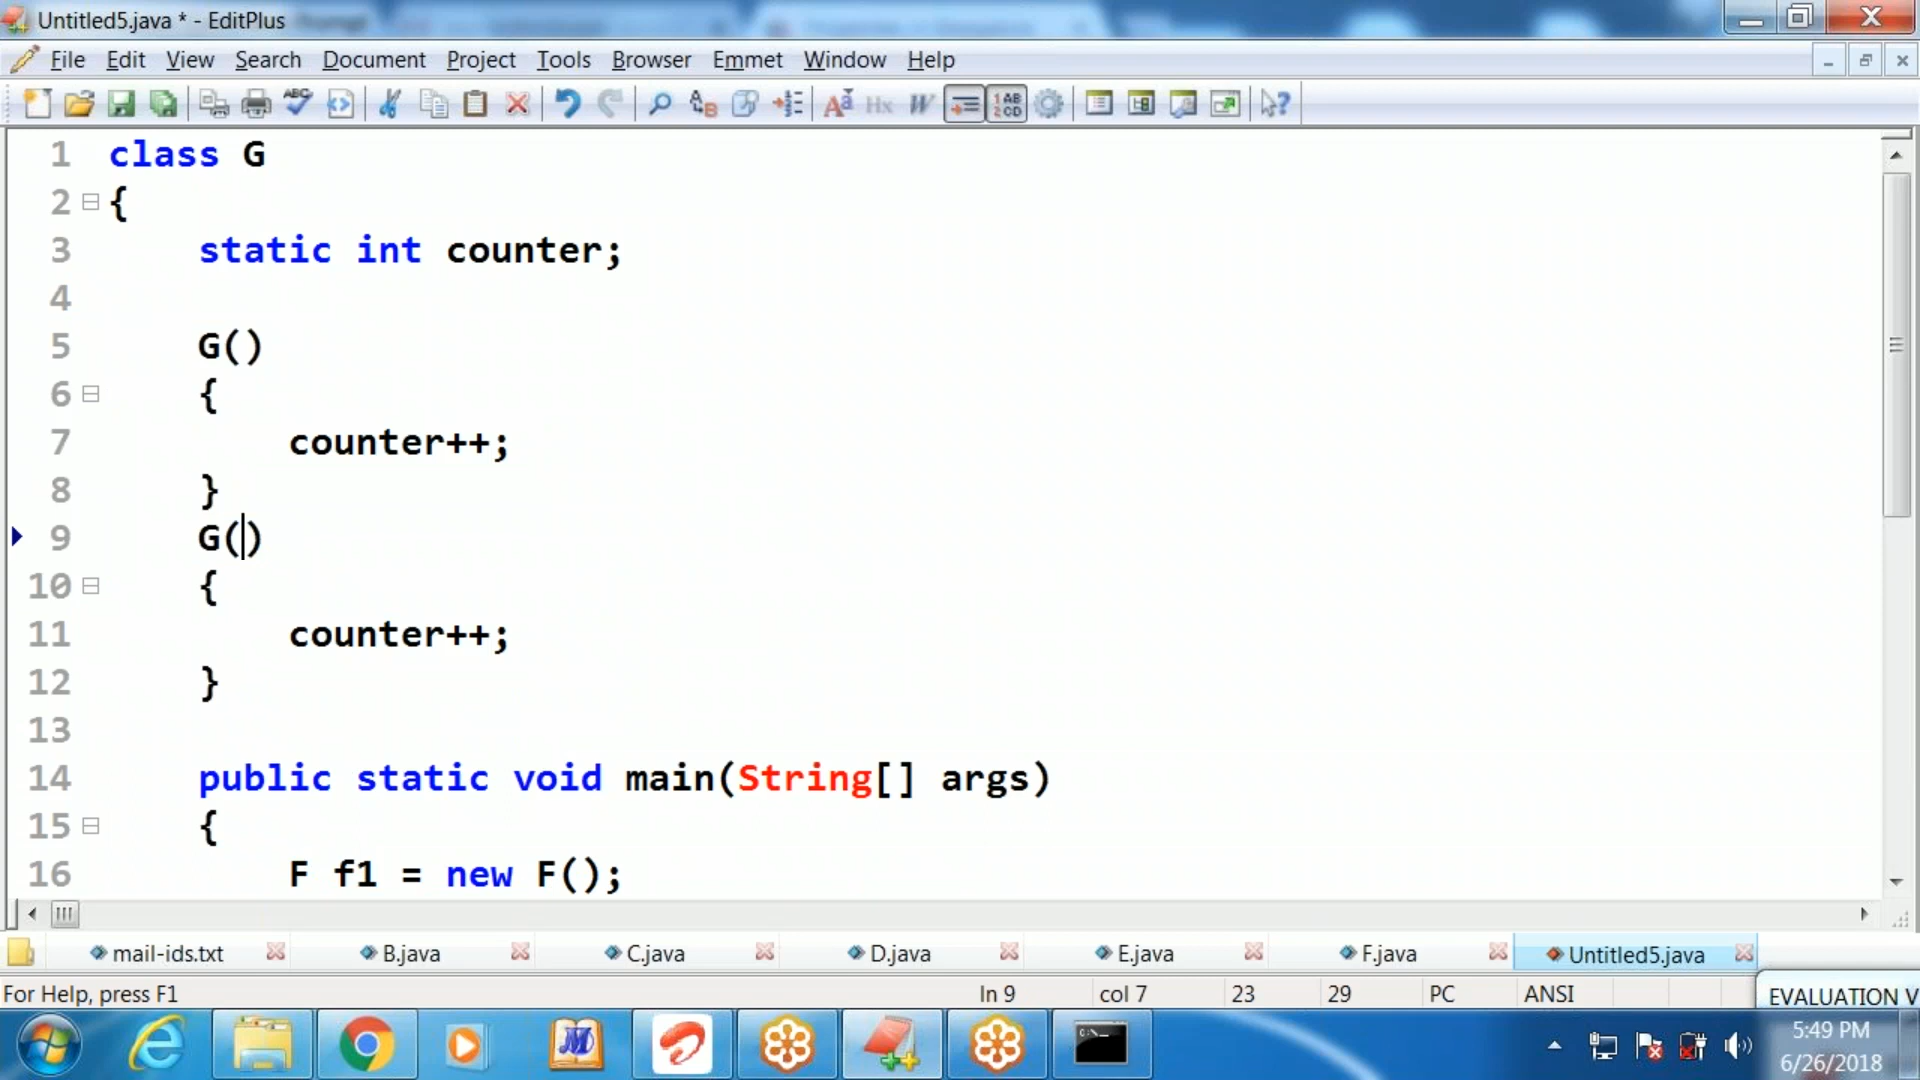 Untitled5.java * - EditPlus
File Edit View Search Document Project Tools Browser Emmet Window Help
1 class G
2 {
3 static int counter;
4
5 G()
6 {
7 counter++;
8 }
9 G()
10 {
11 counter++;
12 }
13
14 public static void main(String[] args)
15 {
16 F f1 = new F();
mail-ids.txt B.java C.java D.java E.java F.java Untitled5.java
For Help, press F1 ln 9 col 7 23 29 PC ANSI EVALUATION V
5:49 PM
6/26/2018